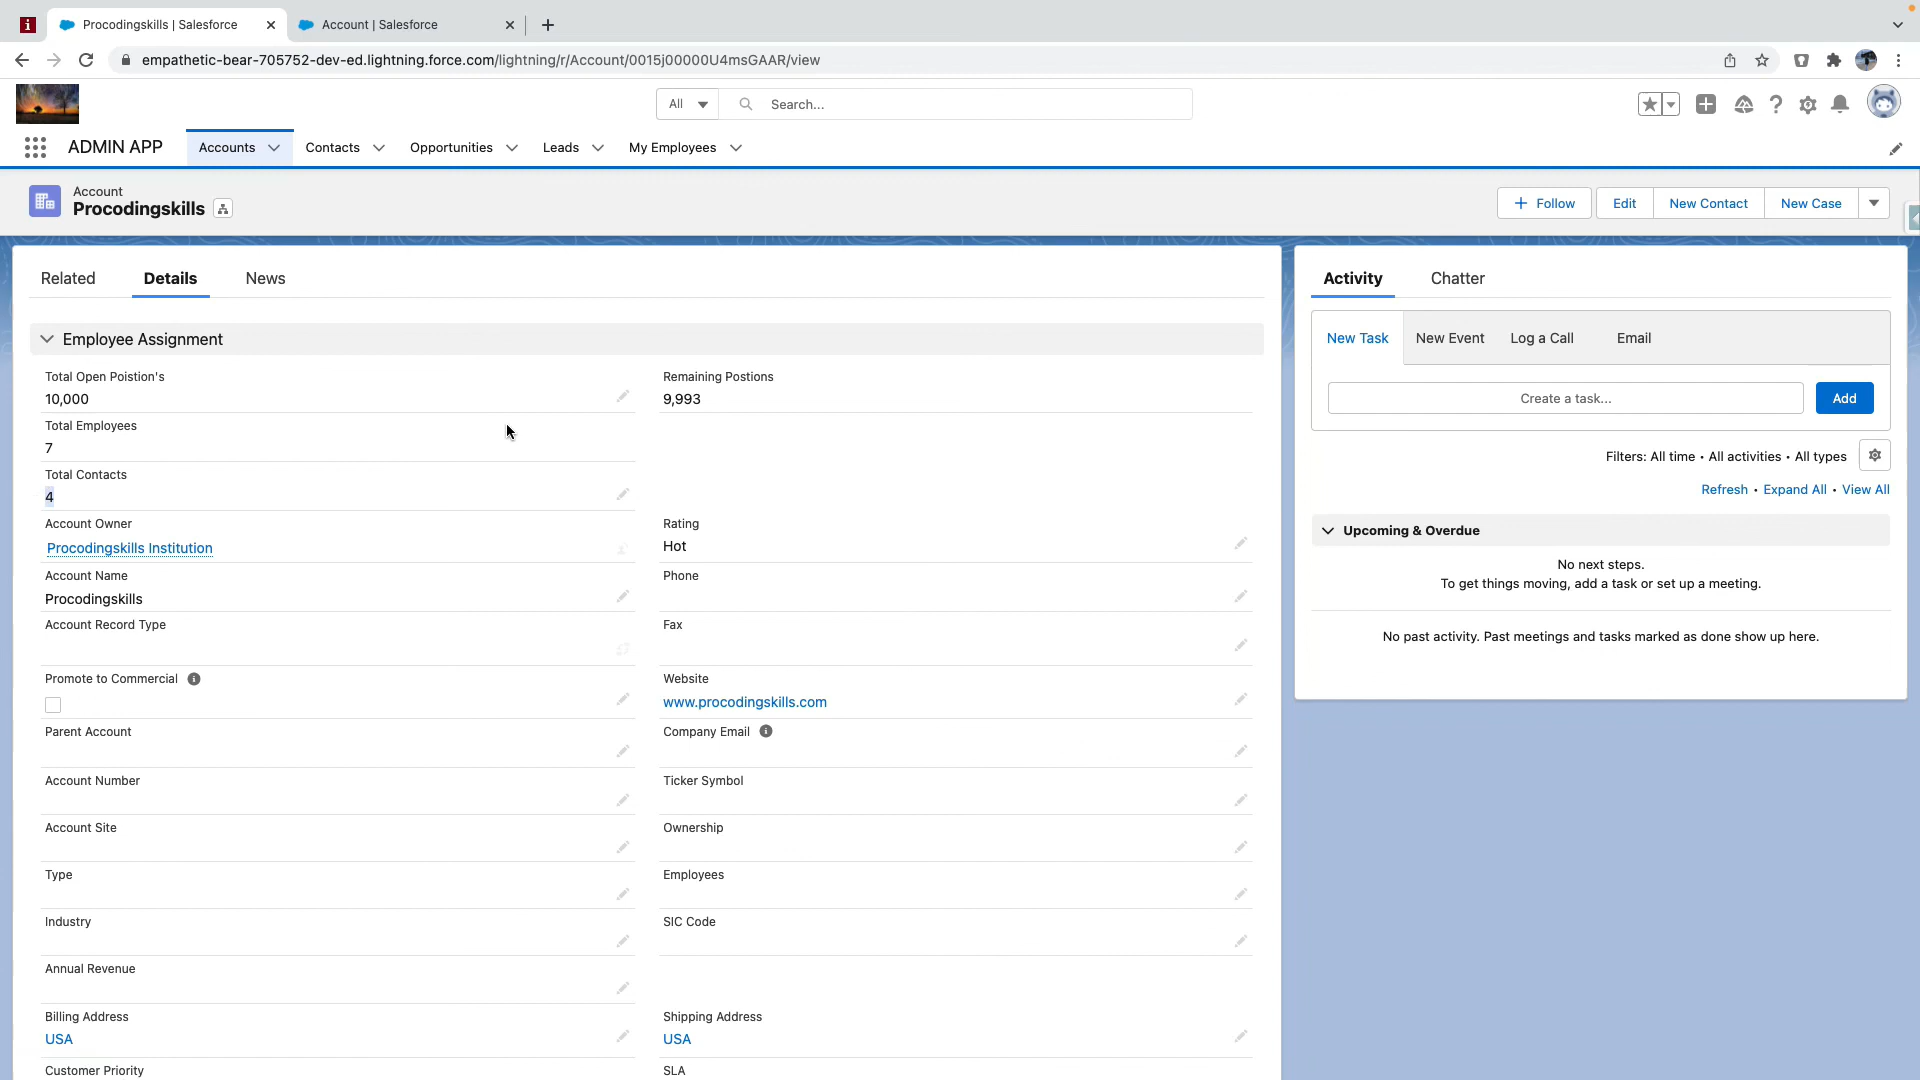 Procodingskills | Salesforce
Account | Salesforce
empathetic-bear-705752-dev-ed.lightning.force.com/lightning/r/Account/0015j00000U4msGAAR/view
All
Search...
ADMIN APP
Accounts
Contacts
Opportunities
Leads
My Employees
Account
Procodingskills
Follow
Edit
New Contact
New Case
Related
Details
News
Employee Assignment
Total Open Poistion's
10,000
Remaining Postions
9,993
Total Employees
7
Total Contacts
4
Account Owner
Procodingskills Institution
Rating
Hot
Account Name
Procodingskills
Phone
Account Record Type
Fax
Promote to Commercial
Website
www.procodingskills.com
Parent Account
Company Email
Account Number
Ticker Symbol
Account Site
Ownership
Type
Employees
Industry
SIC Code
Annual Revenue
Billing Address
USA
Shipping Address
USA
Customer Priority
SLA
Activity
Chatter
New Task
New Event
Log a Call
Email
Create a task...
Add
Filters: All time • All activities • All types
Refresh • Expand All • View All
Upcoming & Overdue
No next steps.
To get things moving, add a task or set up a meeting.
No past activity. Past meetings and tasks marked as done show up here.